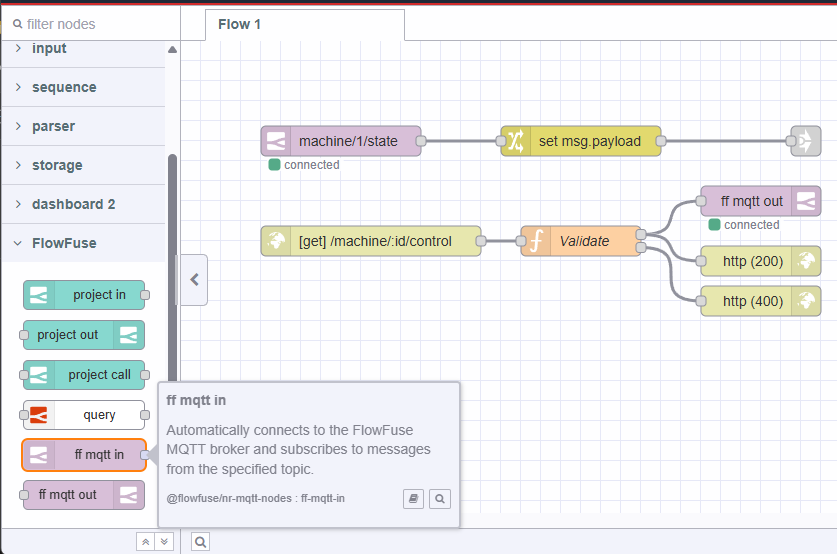 filter nodes
Flow 1
input
sequence
parser
storage
dashboard 2
FlowFuse
project in
project out
project call
query
ff mqtt in
ff mqtt out
machine/1/state
set msg.payload
connected
ff mqtt out
connected
[get] /machine/:id/control
Validate
http (200)
http (400)
ff mqtt in
Automatically connects to the FlowFuse
MQTT broker and subscribes to messages
from the specified topic.
@flowfuse/nr-mqtt-nodes : ff-mqtt-in